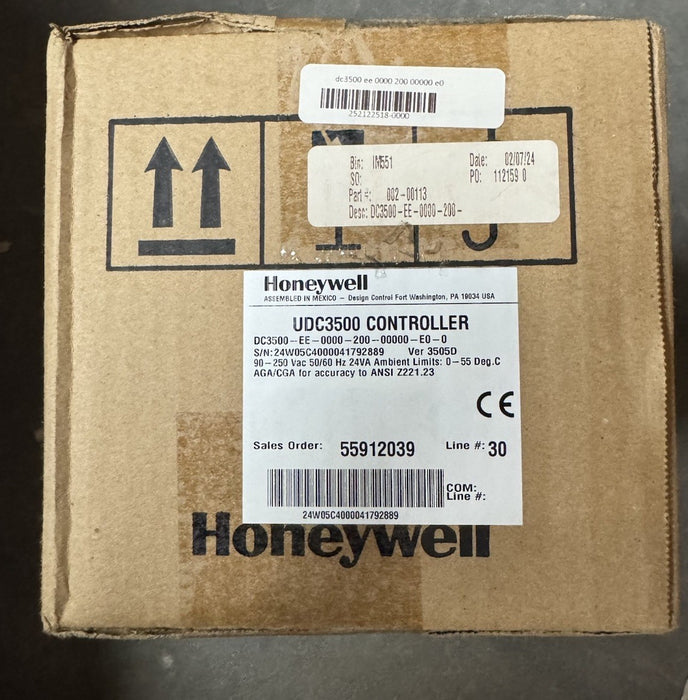 dc3500 ee 0000 200 00000 e0
252122518-0000
Bin: IM551 Date: 02/07/24
SO: PO: 112159 0
Part #: 002-00113
Desc: DC3500-EE-0000-200-
Honeywell
ASSEMBLED IN MEXICO - Design Control Fort Washington, PA 19034 USA
UDC3500 CONTROLLER
DC3500-EE-0000-200-00000-E0-0
S/N: 24W05C4000041792889 Ver 3505D
90-250 Vac 50/60 Hz 24VA Ambient Limits: 0-55 Deg.C
AGA/CGA for accuracy to ANSI Z221.23
CE
Sales Order: 55912039 Line #: 30
COM:
Line #:
24W05C4000041792889
Honeywell